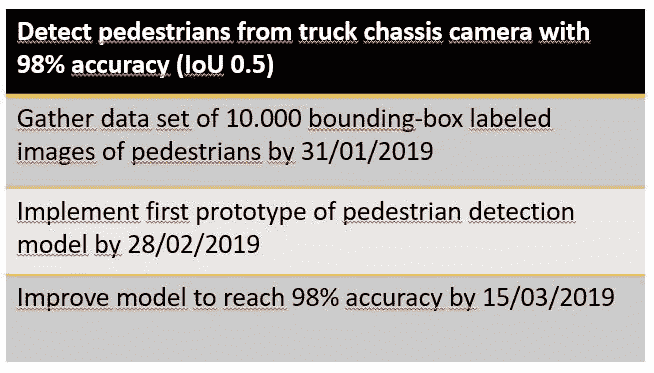 Detect pedestrians from truck chassis camera with
98% accuracy (IoU 0.5)
Gather data set of 10.000 bounding-box labeled
images of pedestrians by 31/01/2019
Implement first prototype of pedestrian detection
model by 28/02/2019
Improve model to reach 98% accuracy by 15/03/2019